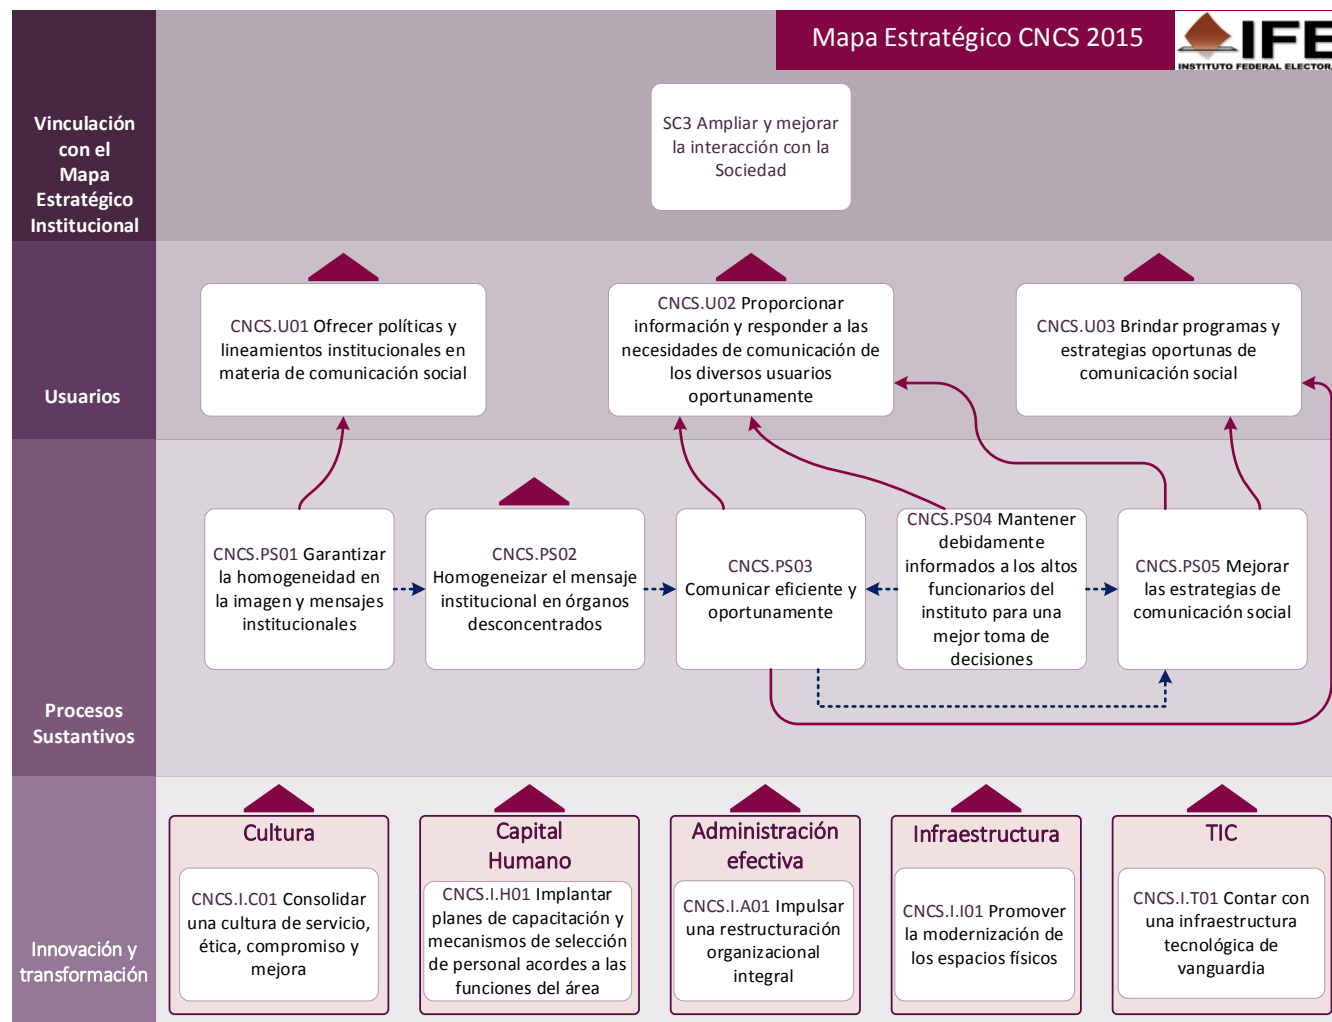 Mapa Estratégico CNCS 2015
IFE
INSTITUTO FEDERAL ELECTORA
Vinculación
con el
Mapa
Estratégico
Institucional
SC3 Ampliar y mejorar
la interacción con la
Sociedad
Usuarios
CNCS.U01 Ofrecer políticas y
lineamientos institucionales en
materia de comunicación social
CNCS.U02 Proporcionar
información y responder a las
necesidades de comunicación de
los diversos usuarios
oportunamente
CNCS.U03 Brindar programas y
estrategias oportunas de
comunicación social
Procesos
Sustantivos
CNCS.PS01 Garantizar
la homogeneidad en
la imagen y mensajes
institucionales
CNCS.PS02
Homogeneizar el mensaje
institucional en órganos
desconcentrados
CNCS.PS03
Comunicar eficiente y
oportunamente
CNCS.PS04 Mantener
debidamente
informados a los altos
funcionarios del
instituto para una
mejor toma de
decisiones
CNCS.PS05 Mejorar
las estrategias de
comunicación social
Innovación y
transformación
Cultura
CNCS.I.C01 Consolidar
una cultura de servicio,
ética, compromiso y
mejora
Capital
Humano
CNCS.I.H01 Implantar
planes de capacitación y
mecanismos de selección
de personal acordes a las
funciones del área
Administración
efectiva
CNCS.I.A01 Impulsar
una restructuración
organizacional
integral
Infraestructura
CNCS.I.I01 Promover
la modernización de
los espacios físicos
TIC
CNCS.I.T01 Contar con
una infraestructura
tecnológica de
vanguardia